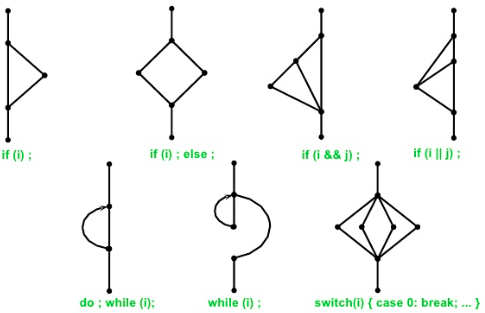 if (i) ;
if (i) ; else ;
if (i && j) ;
if (i || j) ;
do ; while (i);
while (i) ;
switch(i) { case 0: break; ... }